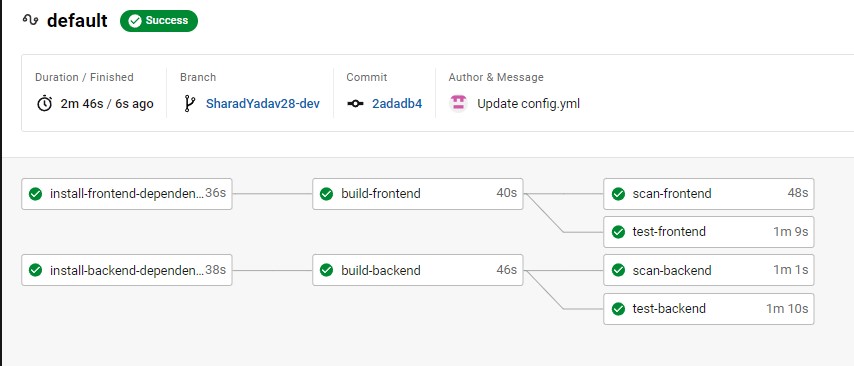 default Success
Duration / Finished Branch Commit Author & Message
2m 46s / 6s ago SharadYadav28-dev 2adadb4 Update config.yml
install-frontend-dependen... 36s build-frontend 40s scan-frontend 48s
test-frontend 1m 9s
install-backend-dependen... 38s build-backend 46s scan-backend 1m 1s
test-backend 1m 10s